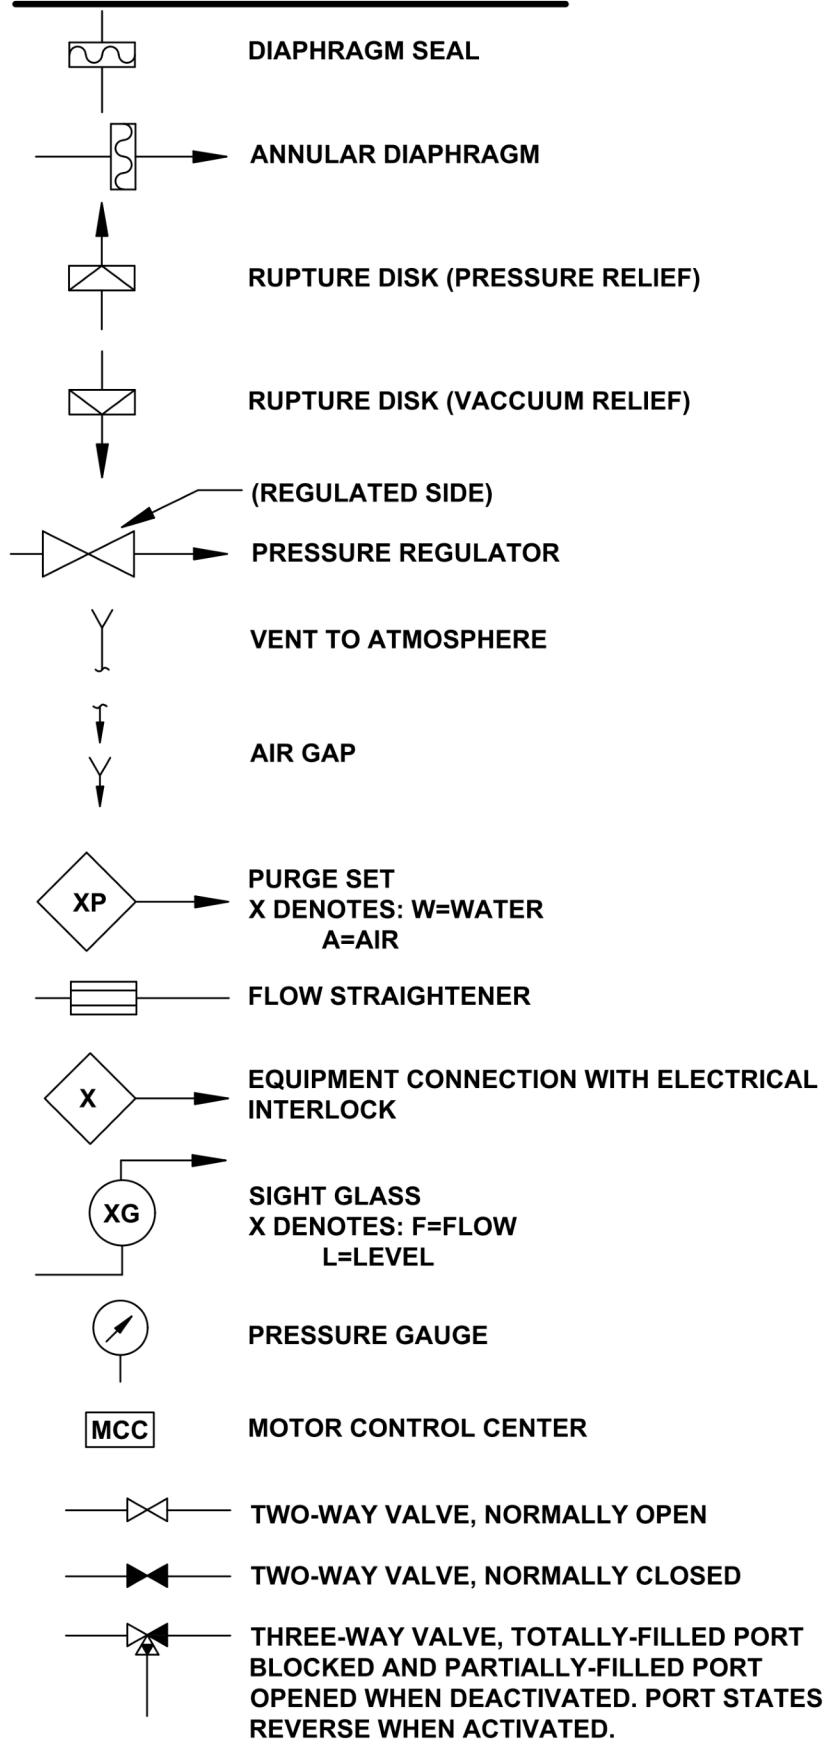 DIAPHRAGM SEAL
ANNULAR DIAPHRAGM
RUPTURE DISK (PRESSURE RELIEF)
RUPTURE DISK (VACCUUM RELIEF)
(REGULATED SIDE)
PRESSURE REGULATOR
VENT TO ATMOSPHERE
AIR GAP
XP
PURGE SET
X DENOTES: W=WATER
A=AIR
FLOW STRAIGHTENER
X
EQUIPMENT CONNECTION WITH ELECTRICAL
INTERLOCK
XG
SIGHT GLASS
X DENOTES: F=FLOW
L=LEVEL
PRESSURE GAUGE
MCC
MOTOR CONTROL CENTER
TWO-WAY VALVE, NORMALLY OPEN
TWO-WAY VALVE, NORMALLY CLOSED
THREE-WAY VALVE, TOTALLY-FILLED PORT
BLOCKED AND PARTIALLY-FILLED PORT
OPENED WHEN DEACTIVATED. PORT STATES
REVERSE WHEN ACTIVATED.